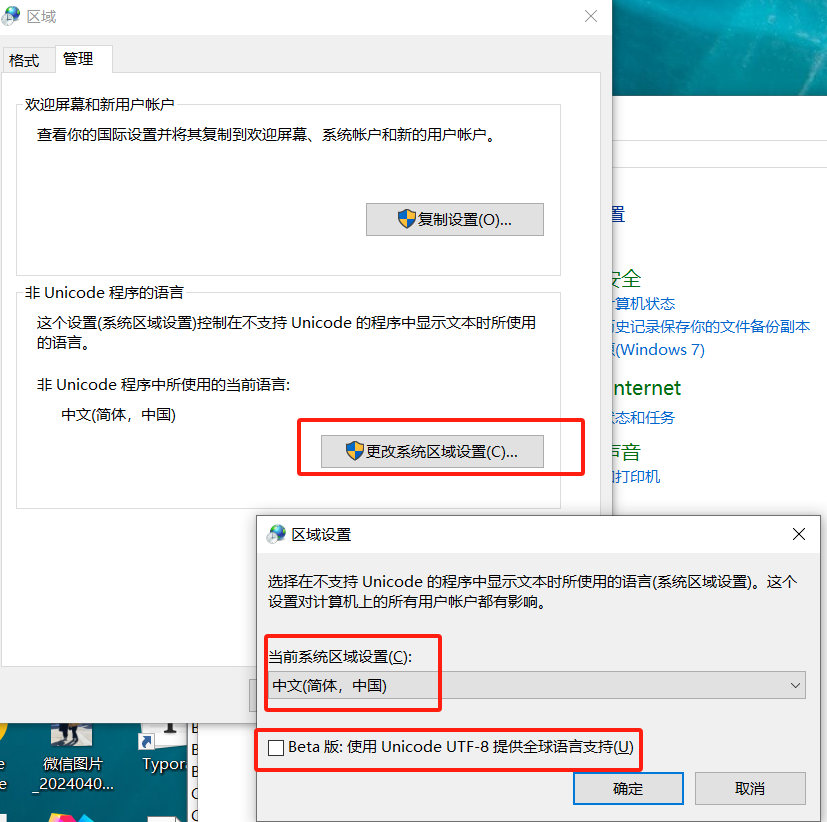 区域
格式
管理
欢迎屏幕和新用户帐户
查看你的国际设置并将其复制到欢迎屏幕、系统帐户和新的用户帐户。
复制设置(O)...
非 Unicode 程序的语言
这个设置(系统区域设置)控制在不支持 Unicode 的程序中显示文本时所使用
的语言。
非 Unicode 程序中所使用的当前语言:
中文(简体，中国)
更改系统区域设置(C)...
置
安全
计算机状态
历史记录保存你的文件备份副本
(Windows 7)
nternet
状态和任务
声音
打印机
区域设置
选择在不支持 Unicode 的程序中显示文本时所使用的语言(系统区域设置)。这个
设置对计算机上的所有用户帐户都有影响。
当前系统区域设置(C):
中文(简体，中国)
Beta 版: 使用 Unicode UTF-8 提供全球语言支持(U)
确定
取消
微信图片
_2024040...
Typor